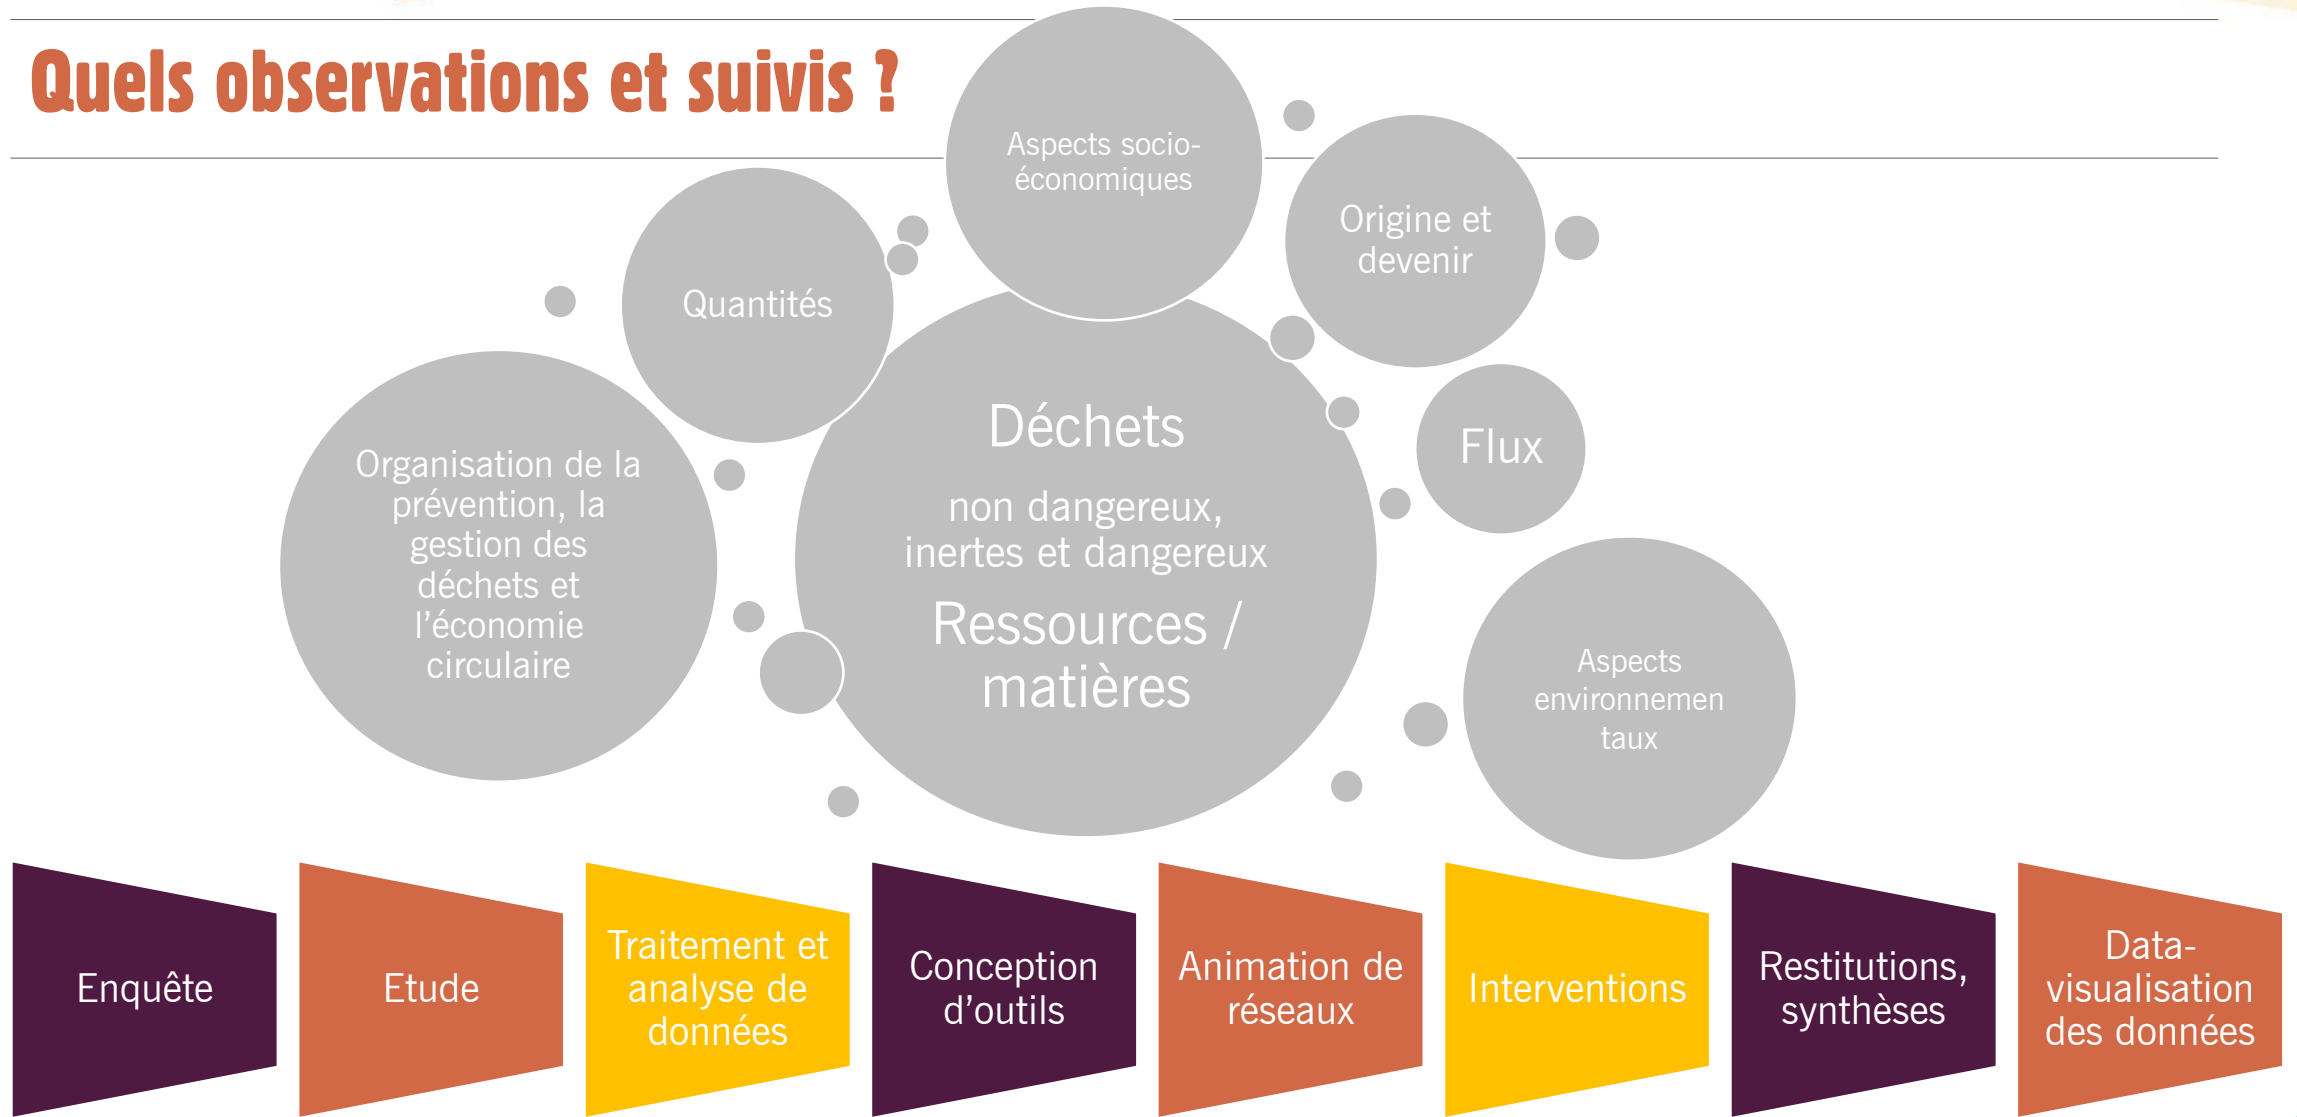 Quels observations et suivis ?
Aspects socio-
économiques
Origine et
devenir
Quantités
Flux
Organisation de la
prévention, la
gestion des
déchets et
l’économie
circulaire
Déchets
non dangereux,
inertes et dangereux
Ressources /
matières
Aspects
environnemen
taux
Enquête
Etude
Traitement et
analyse de
données
Conception
d’outils
Animation de
réseaux
Interventions
Restitutions,
synthèses
Data-
visualisation
des données